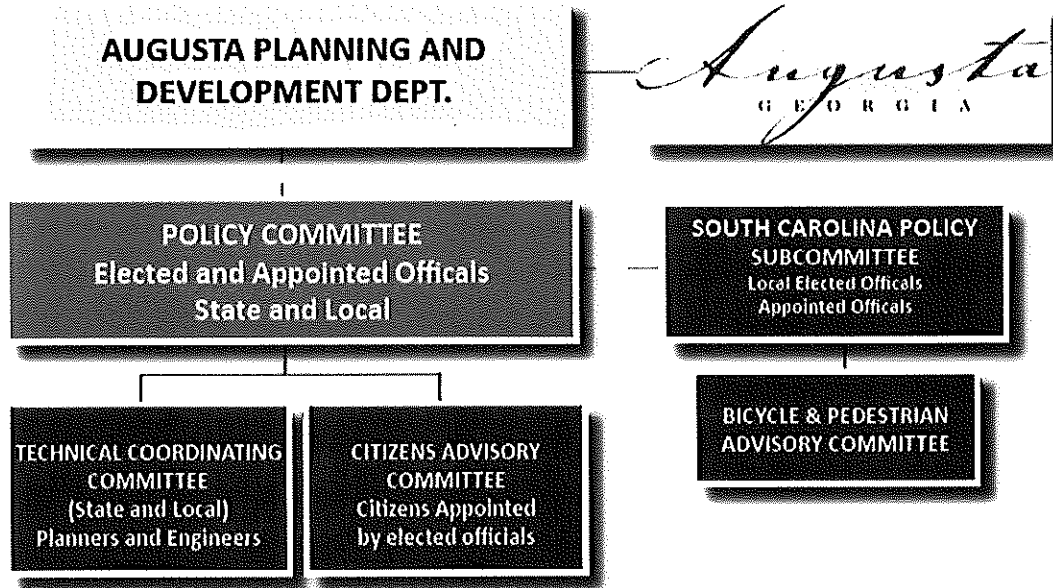 AUGUSTA PLANNING AND
DEVELOPMENT DEPT.
Augusta
GEORGIA
POLICY COMMITTEE
Elected and Appointed Officals
State and Local
SOUTH CAROLINA POLICY
SUBCOMMITTEE
Local Elected Officals
Appointed Officals
TECHNICAL COORDINATING
COMMITTEE
(State and Local)
Planners and Engineers
CITIZENS ADVISORY
COMMITTEE
Citizens Appointed
by elected officials
BICYCLE & PEDESTRIAN
ADVISORY COMMITTEE